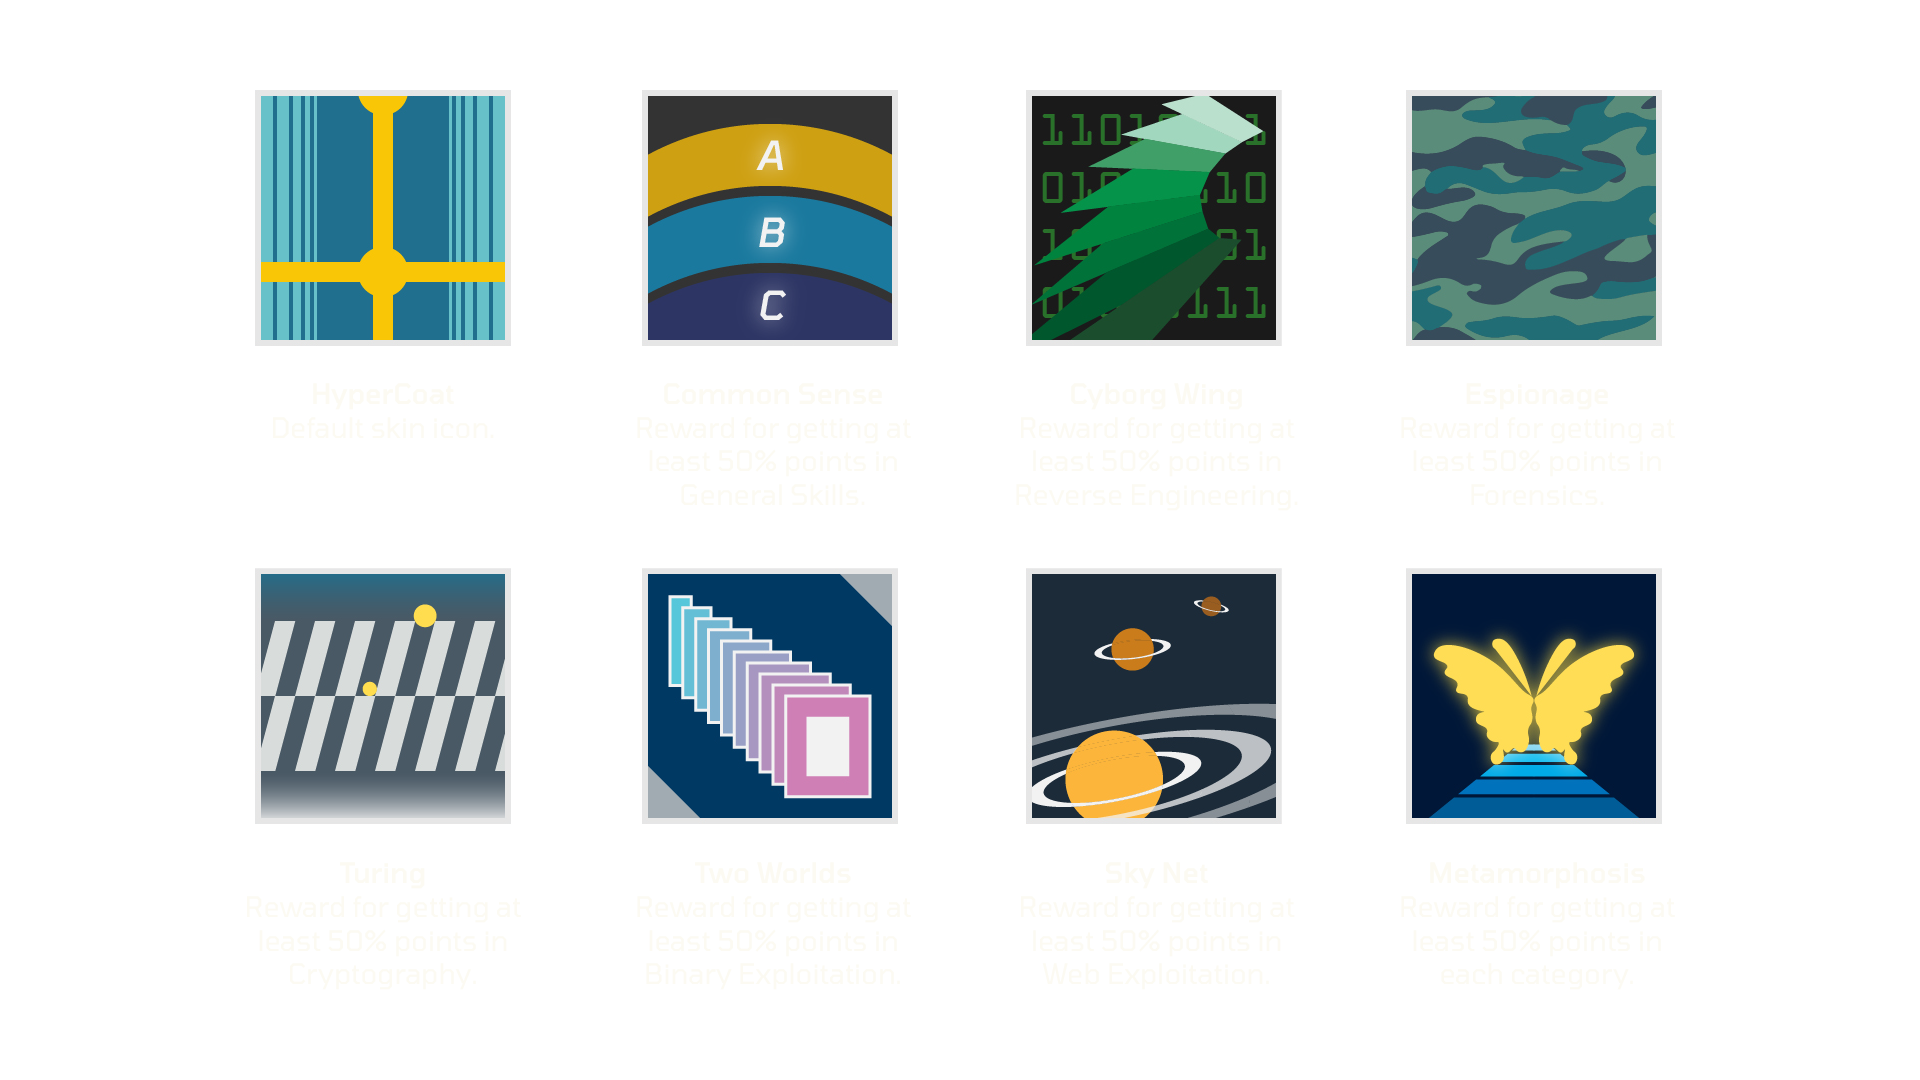 A
B
C
HyperCoat
Default skin icon.
Common Sense
Reward for getting at
least 50% points in
General Skills.
Cyborg Wing
Reward for getting at
least 50% points in
Reverse Engineering.
Espionage
Reward for getting at
least 50% points in
Forensics.
Turing
Reward for getting at
least 50% points in
Cryptography.
Two Worlds
Reward for getting at
least 50% points in
Binary Exploitation.
Sky Net
Reward for getting at
least 50% points in
Web Exploitation.
Metamorphosis
Reward for getting at
least 50% points in
each category.